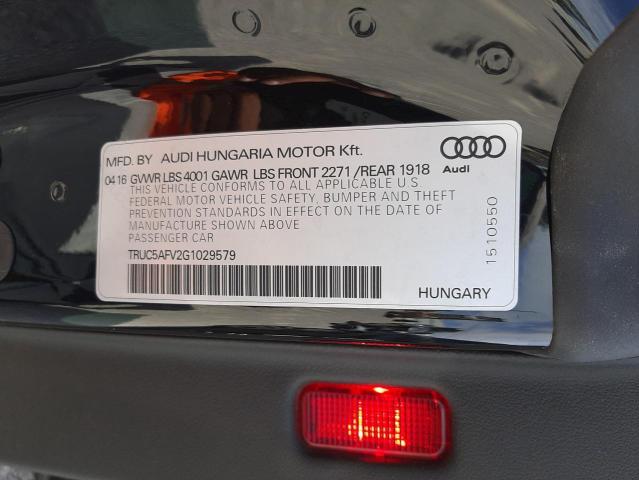 MFD. BY AUDI HUNGARIA MOTOR Kft.
Audi
04 16 GVWR LBS 4001 GAWR LBS FRONT 2271 /REAR 1918
THIS VEHICLE CONFORMS TO ALL APPLICABLE U.S.
FEDERAL MOTOR VEHICLE SAFETY, BUMPER AND THEFT
PREVENTION STANDARDS IN EFFECT ON THE DATE OF
MANUFACTURE SHOWN ABOVE
PASSENGER CAR
TRUC5AFV2G1029579
1510550
HUNGARY